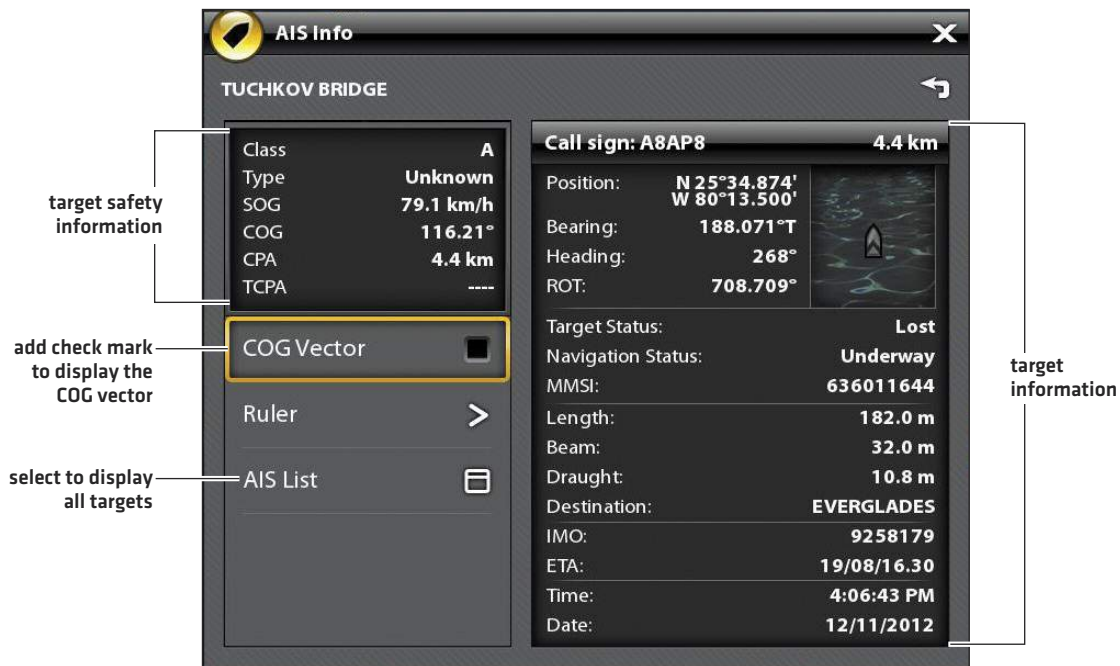 AIS Info
TUCHKOV BRIDGE
target safety
information
Class A
Type Unknown
SOG 79.1 km/h
COG 116.21°
CPA 4.4 km
TCPA ----
add check mark
to display the
COG vector
COG Vector
Ruler
select to display
all targets
AIS List
Call sign: A8AP8 4.4 km
Position: N 25°34.874'
W 80°13.500'
Bearing: 188.071°T
Heading: 268°
ROT: 708.709°
Target Status: Lost
Navigation Status: Underway
MMSI: 636011644
Length: 182.0 m
Beam: 32.0 m
Draught: 10.8 m
Destination: EVERGLADES
IMO: 9258179
ETA: 19/08/16.30
Time: 4:06:43 PM
Date: 12/11/2012
target
information